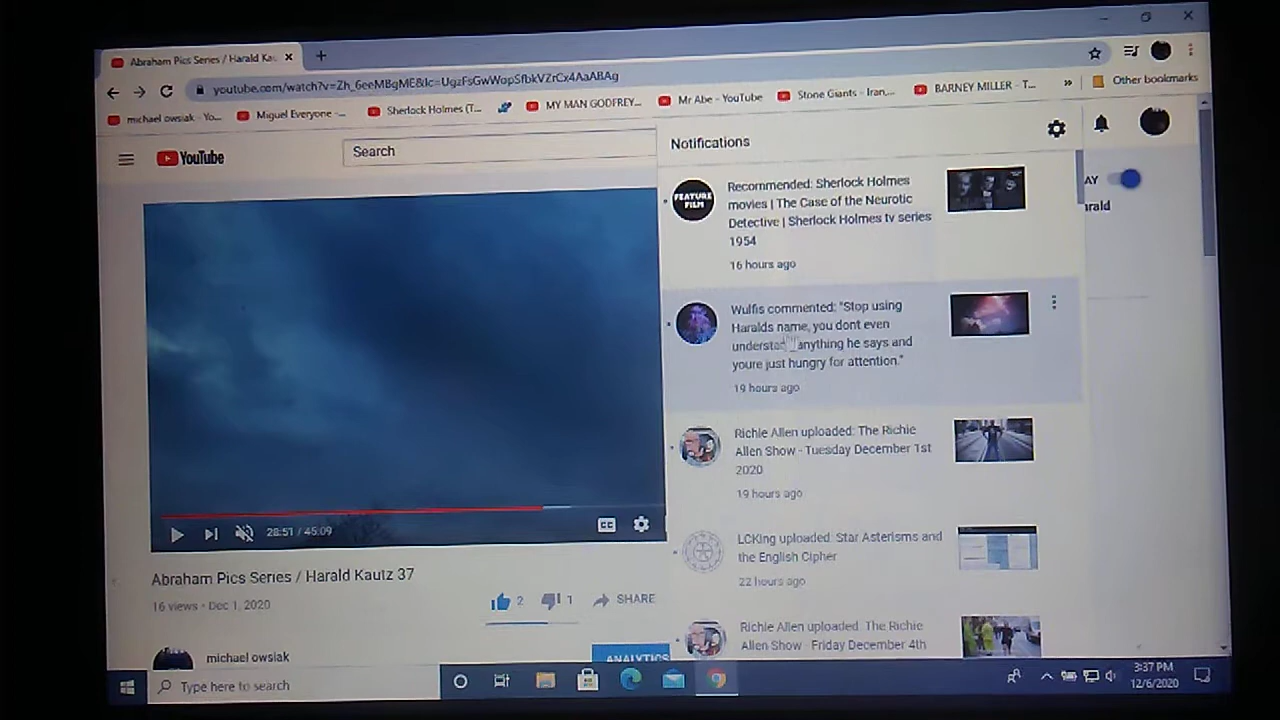 Abraham Pics Series / Harald Kau
youtube.com/watch?v=Zh_6eeMBgME&lc=UgzFsGwWopSfbkVZrCx4AaABAg
michael owsiak - Yo...
Miguel Everyone -...
Sherlock Holmes (T...
MY MAN GODFREY...
Mr Abe - YouTube
Stone Giants - Iran,...
BARNEY MILLER - T...
»
Other bookmarks
YouTube
Search
Notifications
AY
arald
FEATURE
FILM
Recommended: Sherlock Holmes
movies | The Case of the Neurotic
Detective | Sherlock Holmes tv series
1954
16 hours ago
Wulfis commented: "Stop using
Haralds name, you dont even
understand anything he says and
youre just hungry for attention."
19 hours ago
Richie Allen uploaded: The Richie
Allen Show - Tuesday December 1st
2020
19 hours ago
LCKing uploaded: Star Asterisms and
the English Cipher
22 hours ago
Richie Allen uploaded: The Richie
Allen Show - Friday December 4th
28:51 / 45:09
CC
Abraham Pics Series / Harald Kautz 37
16 views • Dec 1, 2020
2
1
SHARE
michael owsiak
ANALYTICS
Type here to search
3:37 PM
12/6/2020